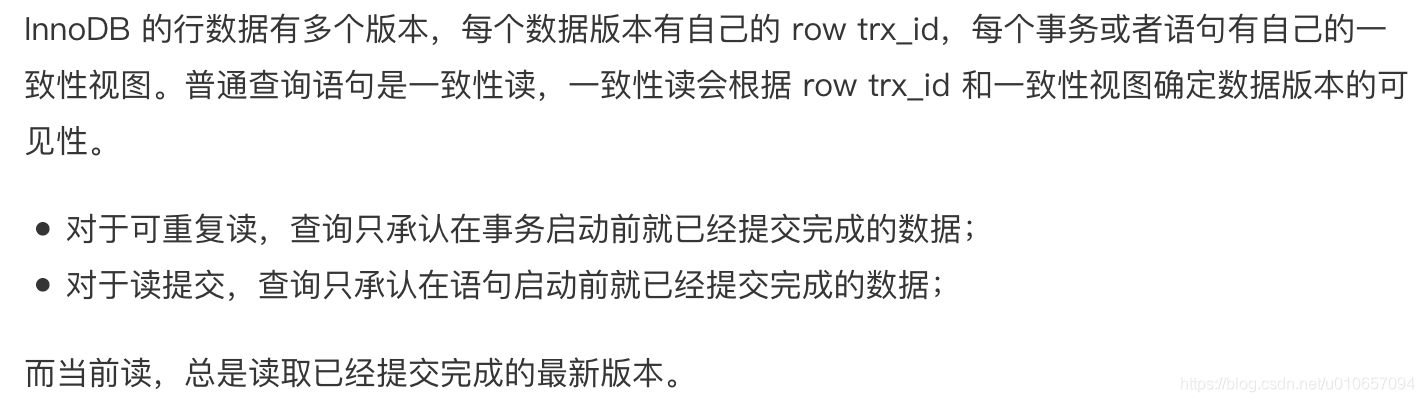 InnoDB 的行数据有多个版本，每个数据版本有自己的 row trx_id，每个事务或者语句有自己的一
致性视图。普通查询语句是一致性读，一致性读会根据 row trx_id 和一致性视图确定数据版本的可
见性。
● 对于可重复读，查询只承认在事务启动前就已经提交完成的数据；
● 对于读提交，查询只承认在语句启动前就已经提交完成的数据；
而当前读，总是读取已经提交完成的最新版本。
https://blog.csdn.net/u010657094